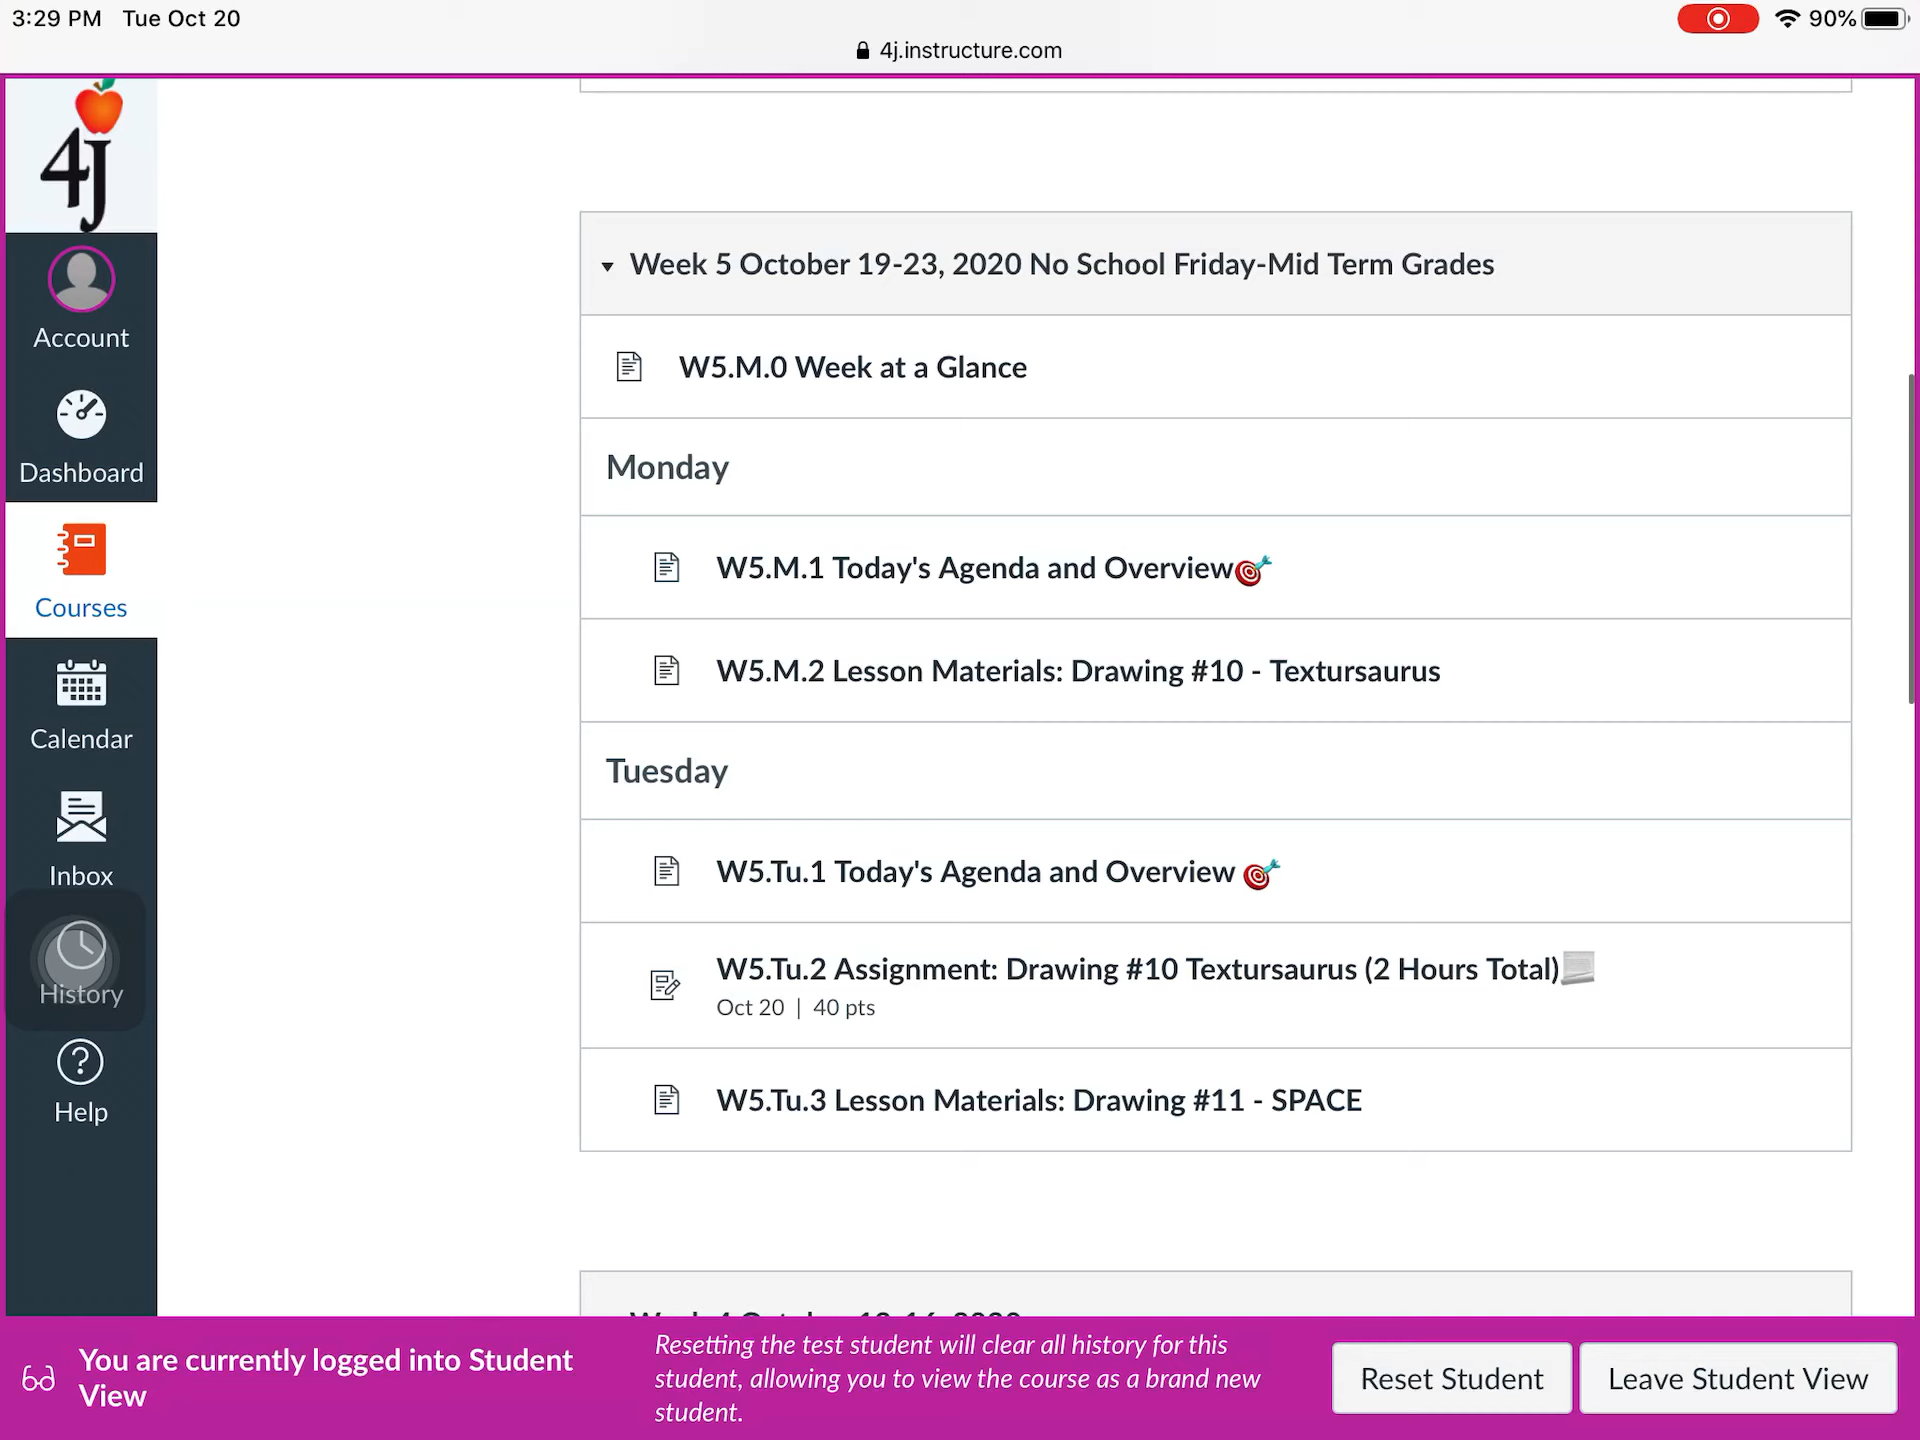 3:29 PM Tue Oct 20
90%
4j.instructure.com
4J
Account
Dashboard
Courses
Calendar
Inbox
History
Help
Week 5 October 19-23, 2020 No School Friday-Mid Term Grades
W5.M.0 Week at a Glance
Monday
W5.M.1 Today's Agenda and Overview🎯
W5.M.2 Lesson Materials: Drawing #10 - Textursaurus
Tuesday
W5.Tu.1 Today's Agenda and Overview 🎯
W5.Tu.2 Assignment: Drawing #10 Textursaurus (2 Hours Total)
Oct 20 | 40 pts
W5.Tu.3 Lesson Materials: Drawing #11 - SPACE
You are currently logged into Student
View
Resetting the test student will clear all history for this
student, allowing you to view the course as a brand new
student.
Reset Student
Leave Student View